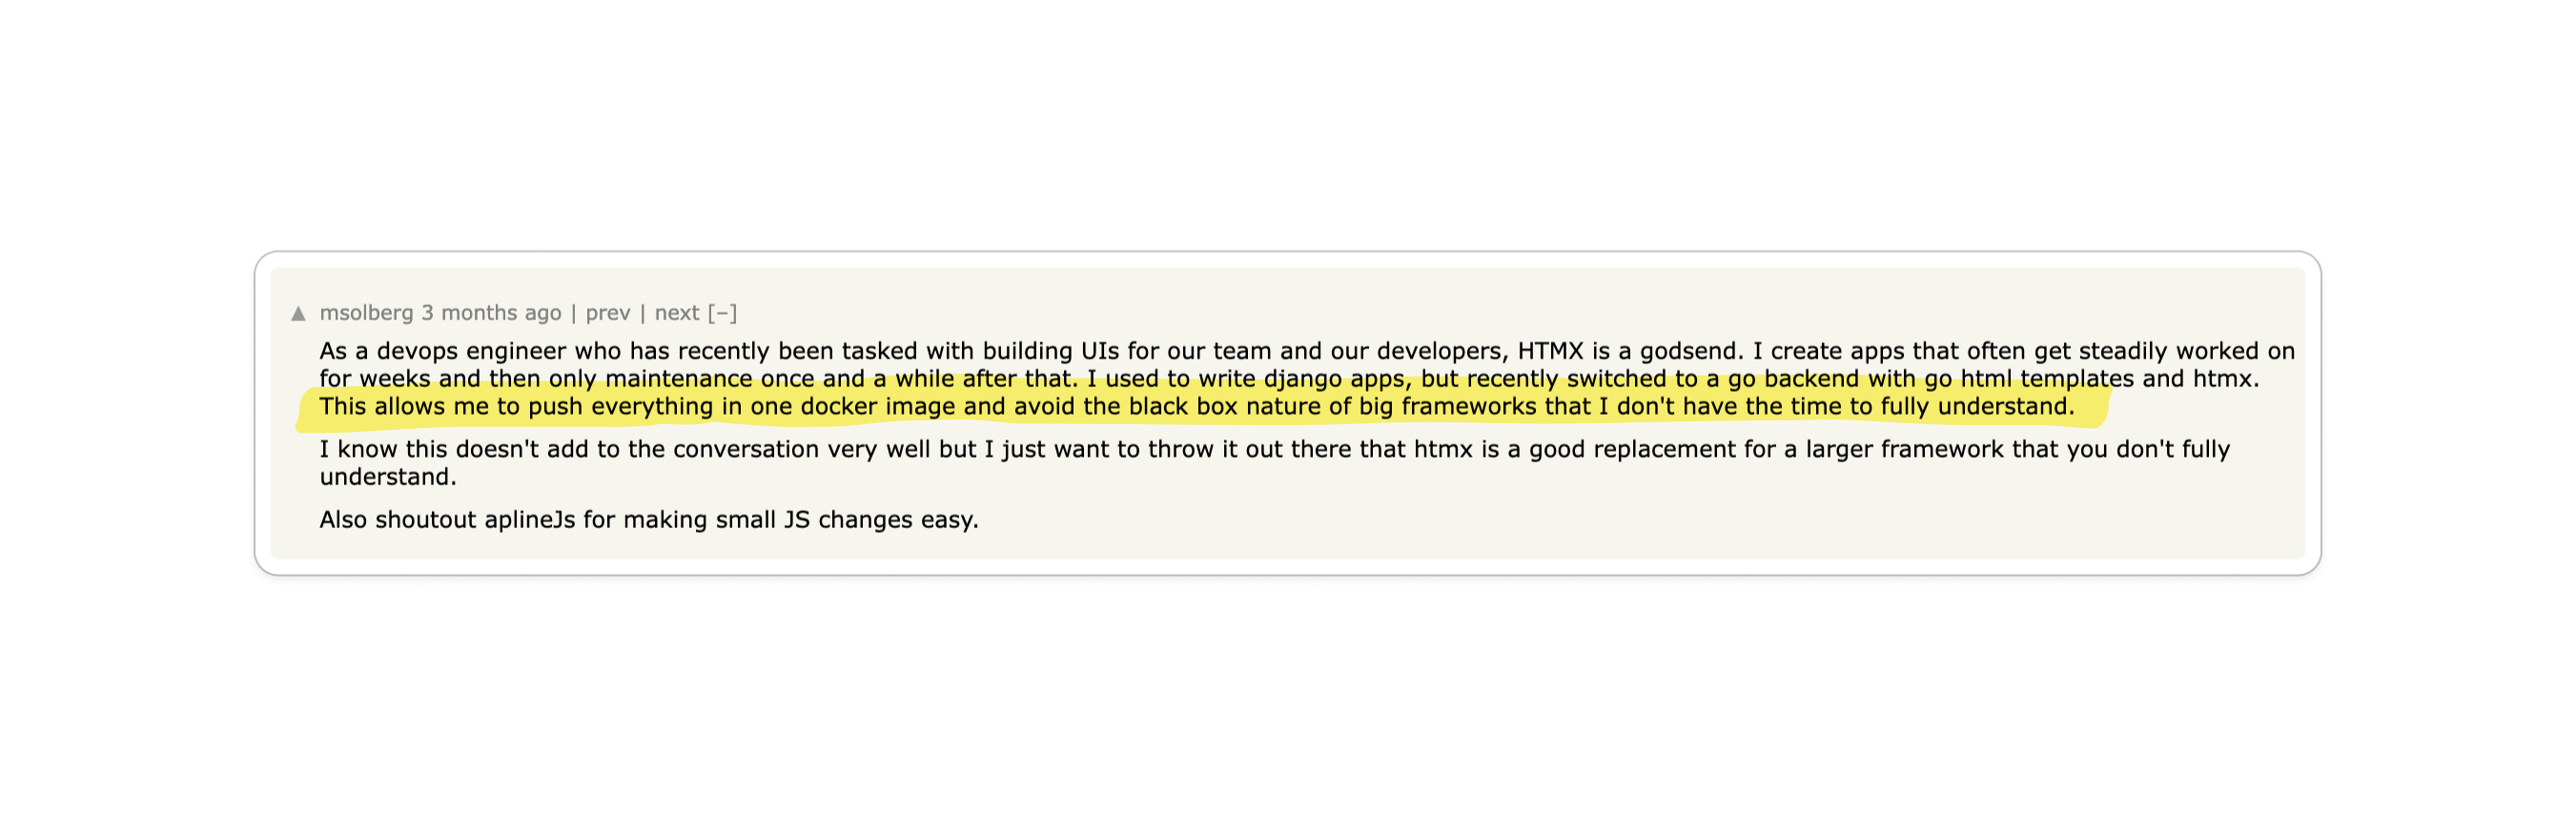 ▲ msolberg 3 months ago | prev | next [–]
As a devops engineer who has recently been tasked with building UIs for our team and our developers, HTMX is a godsend. I create apps that often get steadily worked on
for weeks and then only maintenance once and a while after that. I used to write django apps, but recently switched to a go backend with go html templates and htmx.
This allows me to push everything in one docker image and avoid the black box nature of big frameworks that I don't have the time to fully understand.
I know this doesn't add to the conversation very well but I just want to throw it out there that htmx is a good replacement for a larger framework that you don't fully
understand.
Also shoutout aplineJs for making small JS changes easy.